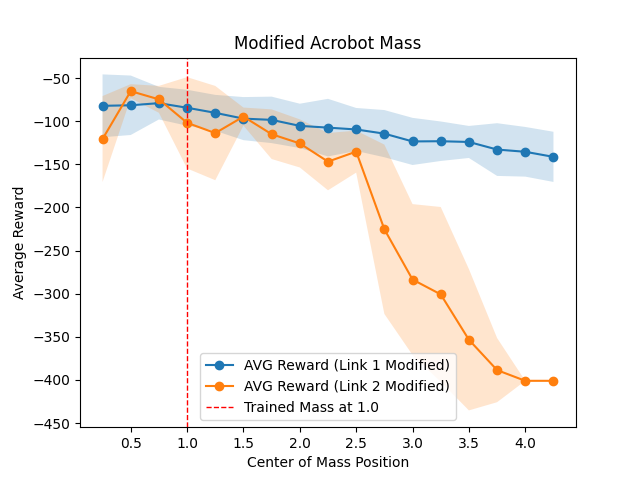 Modified Acrobot Mass
Average Reward
−50
−100
−150
−200
−250
−300
−350
−400
−450
AVG Reward (Link 1 Modified)
AVG Reward (Link 2 Modified)
Trained Mass at 1.0
0.5 1.0 1.5 2.0 2.5 3.0 3.5 4.0
Center of Mass Position